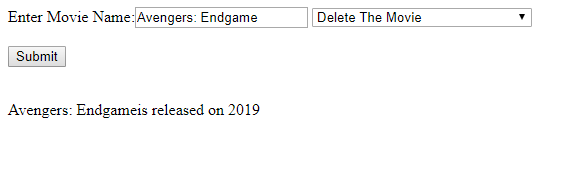 Enter Movie Name:Avengers: Endgame Delete The Movie
Submit
Avengers: Endgameis released on 2019